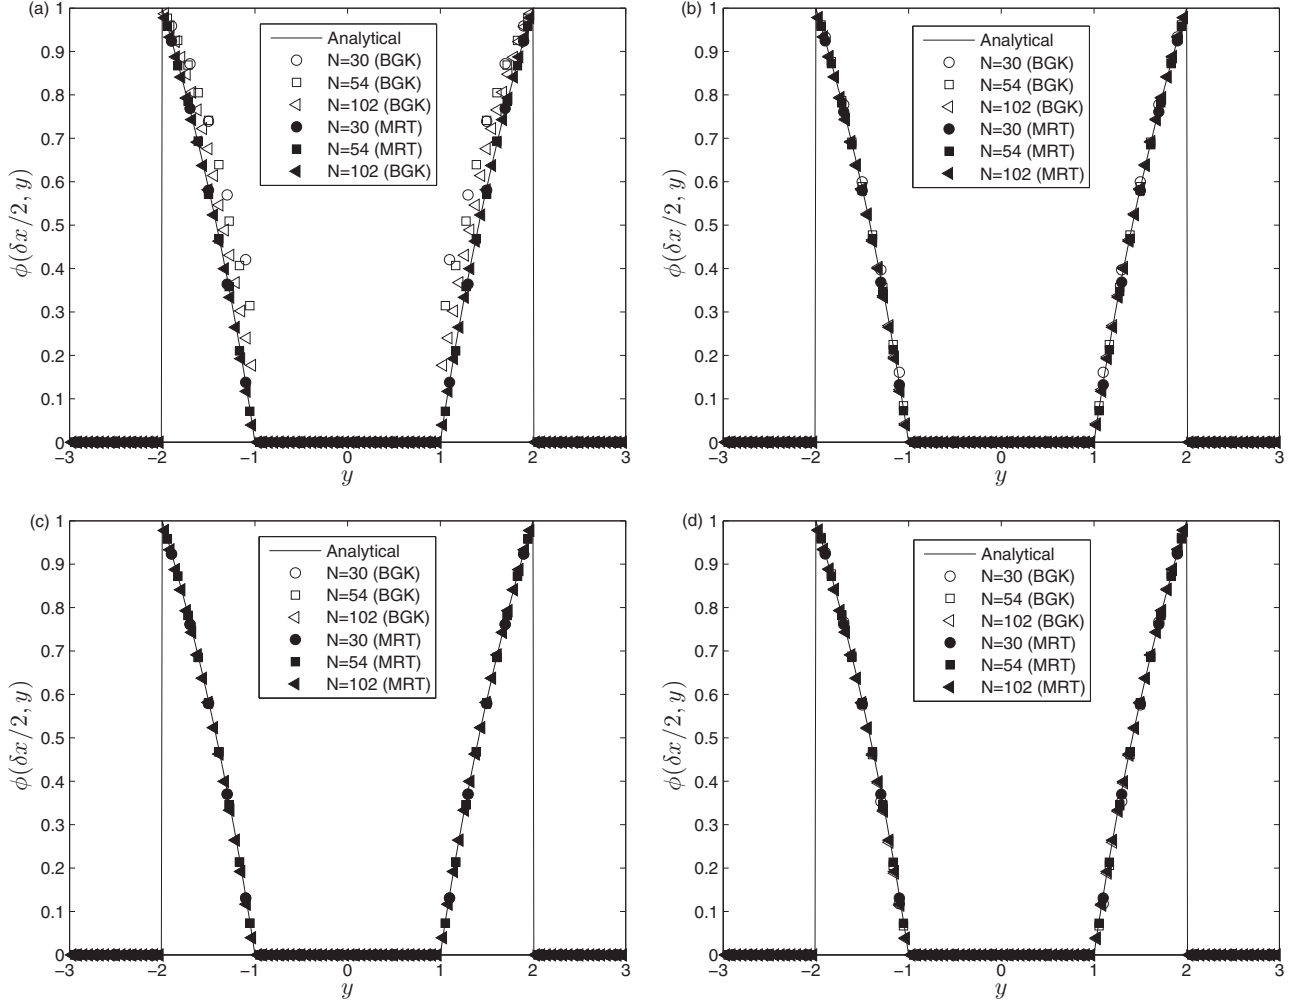 (a)
1
0.9
0.8
0.7
0.6
0.5
0.4
0.3
0.2
0.1
0
ϕ(δx/2, y)
Analytical
N=30 (BGK)
N=54 (BGK)
N=102 (BGK)
N=30 (MRT)
N=54 (MRT)
N=102 (BGK)
−3 −2 −1 0 1 2 3
y
(b)
1
0.9
0.8
0.7
0.6
0.5
0.4
0.3
0.2
0.1
0
ϕ(δx/2, y)
Analytical
N=30 (BGK)
N=54 (BGK)
N=102 (BGK)
N=30 (MRT)
N=54 (MRT)
N=102 (MRT)
−3 −2 −1 0 1 2 3
y
(c)
1
0.9
0.8
0.7
0.6
0.5
0.4
0.3
0.2
0.1
0
ϕ(δx/2, y)
Analytical
N=30 (BGK)
N=54 (BGK)
N=102 (BGK)
N=30 (MRT)
N=54 (MRT)
N=102 (MRT)
−3 −2 −1 0 1 2 3
y
(d)
1
0.9
0.8
0.7
0.6
0.5
0.4
0.3
0.2
0.1
0
ϕ(δx/2, y)
Analytical
N=30 (BGK)
N=54 (BGK)
N=102 (BGK)
N=30 (MRT)
N=54 (MRT)
N=102 (MRT)
−3 −2 −1 0 1 2 3
y